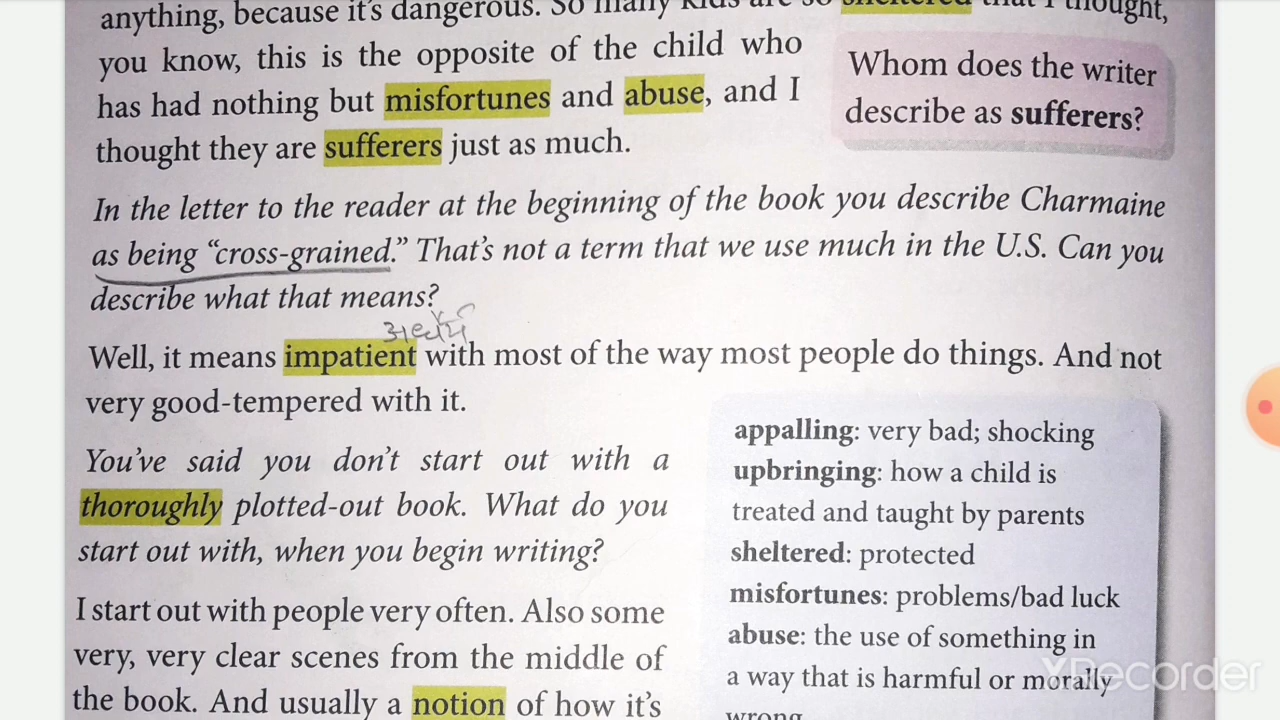 anything, because it's dangerous. So many kids are so sheltered that I thought,
you know, this is the opposite of the child who
has had nothing but misfortunes and abuse, and I
thought they are sufferers just as much.
Whom does the writer
describe as sufferers?
In the letter to the reader at the beginning of the book you describe Charmaine
as being “cross-grained.” That's not a term that we use much in the U.S. Can you
describe what that means?
Well, it means impatient with most of the way most people do things. And not
very good-tempered with it.
You've said you don't start out with a
thoroughly plotted-out book. What do you
start out with, when you begin writing?
I start out with people very often. Also some
very, very clear scenes from the middle of
the book. And usually a notion of how it's
appalling: very bad; shocking
upbringing: how a child is
treated and taught by parents
sheltered: protected
misfortunes: problems/bad luck
abuse: the use of something in
a way that is harmful or morally
wrong
XRecorder